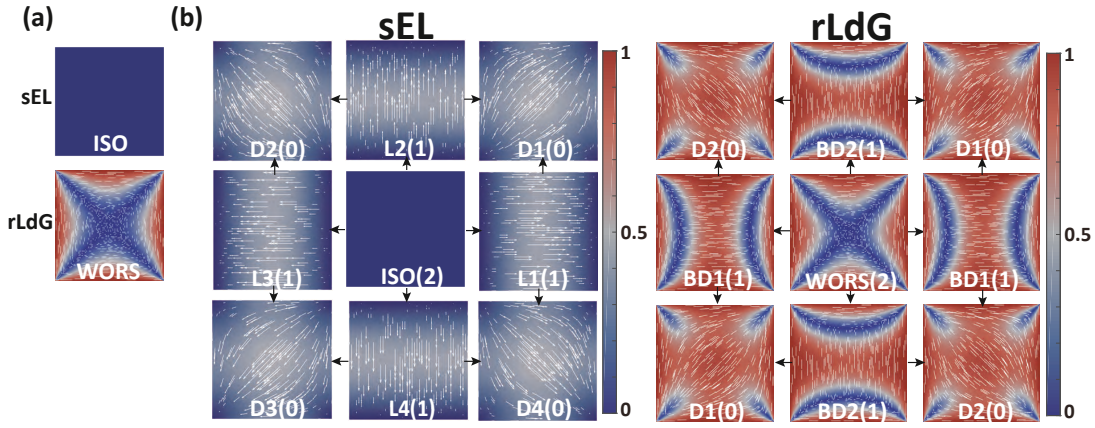 (a)
(b)
sEL
rLdG
sEL
ISO
rLdG
WORS
D2(0)
L2(1)
D1(0)
L3(1)
ISO(2)
L1(1)
D3(0)
L4(1)
D4(0)
1
0.5
0
D2(0)
BD2(1)
D1(0)
BD1(1)
WORS(2)
BD1(1)
D1(0)
BD2(1)
D2(0)
1
0.5
0